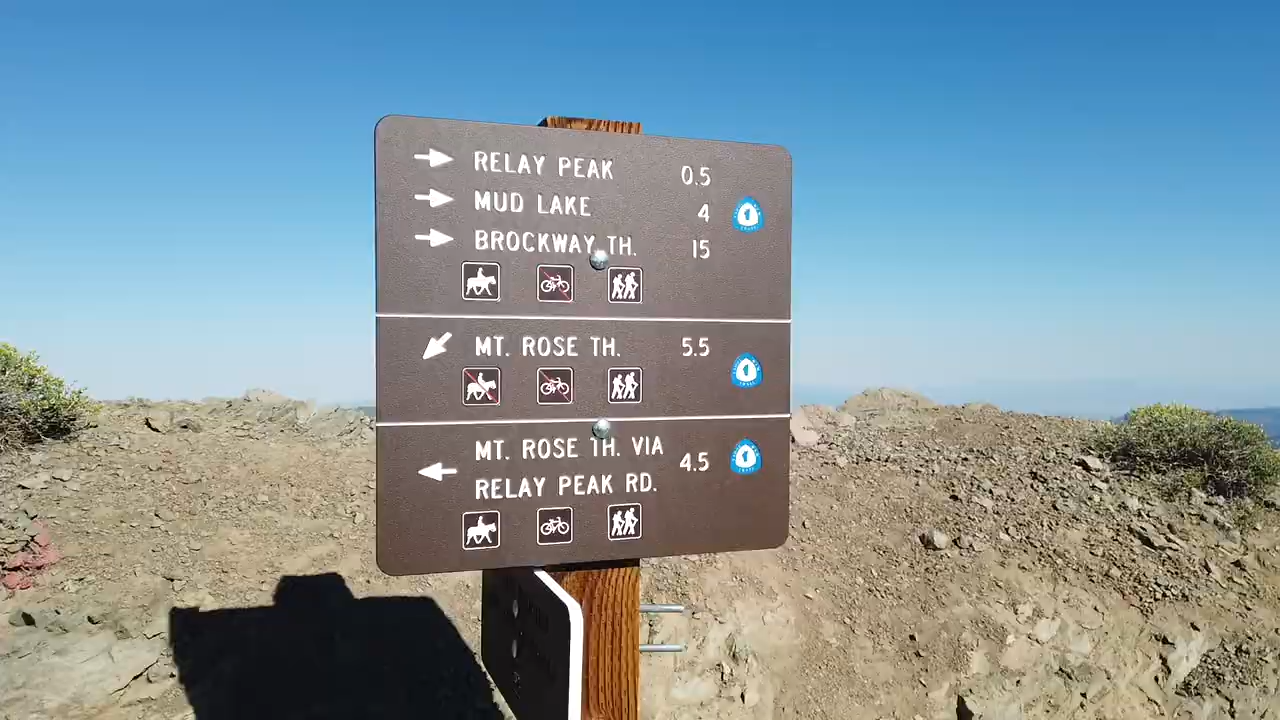 RELAY PEAK 0.5
MUD LAKE 4
BROCKWAY TH. 15
MT. ROSE TH. 5.5
MT. ROSE TH. VIA
RELAY PEAK RD. 4.5